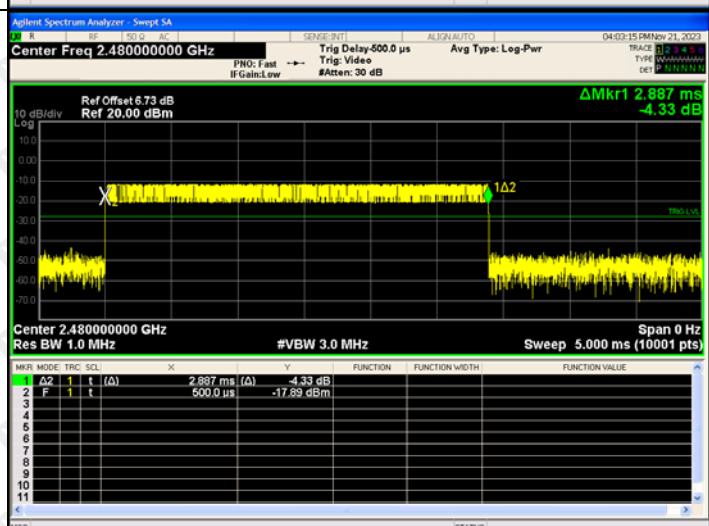 Agilent Spectrum Analyzer - Swept SA
R RF 50 Ω AC SENSE:INT ALIGN AUTO 04:03:15 PM Nov 21, 2023
Center Freq 2.480000000 GHz
PNO: Fast
IFGain:Low
Trig Delay-500.0 µs
Trig: Video
#Atten: 30 dB
Avg Type: Log-Pwr
TRACE 1 2 3 4 5 6
TYPE W
DET P N N N N N
ΔMkr1 2.887 ms
-4.33 dB
Ref Offset 6.73 dB
10 dB/div Ref 20.00 dBm
Log
10.0
0.00
-10.0
-20.0
-30.0
-40.0
-50.0
-60.0
-70.0
1Δ2
2
TRIG LVL
Center 2.480000000 GHz Span 0 Hz
Res BW 1.0 MHz #VBW 3.0 MHz Sweep 5.000 ms (10001 pts)
MKR MODE TRC SCL X Y FUNCTION FUNCTION WIDTH FUNCTION VALUE
1 Δ2 1 t (Δ) 2.887 ms (Δ) -4.33 dB
2 F 1 t 500.0 µs -17.89 dBm
3
4
5
6
7
8
9
10
11